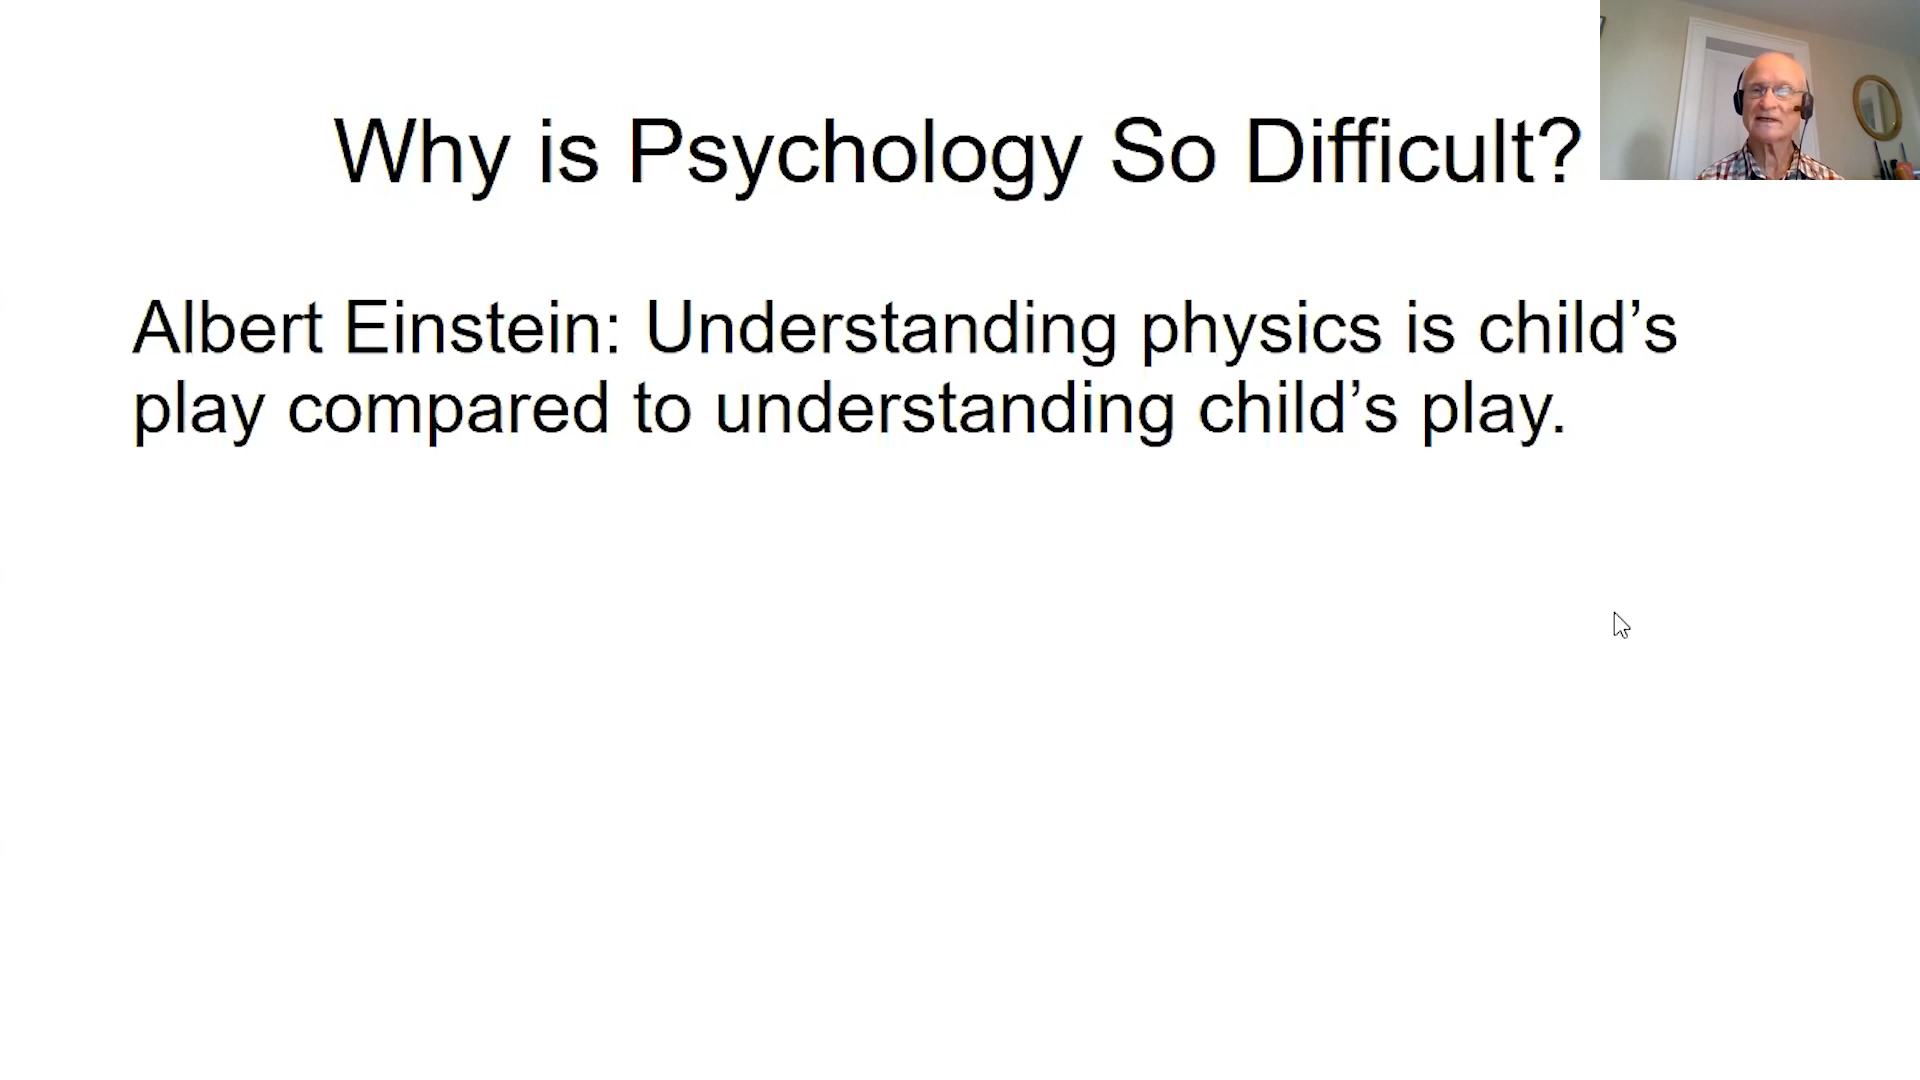 Why is Psychology So Difficult?
Albert Einstein: Understanding physics is child’s
play compared to understanding child’s play.